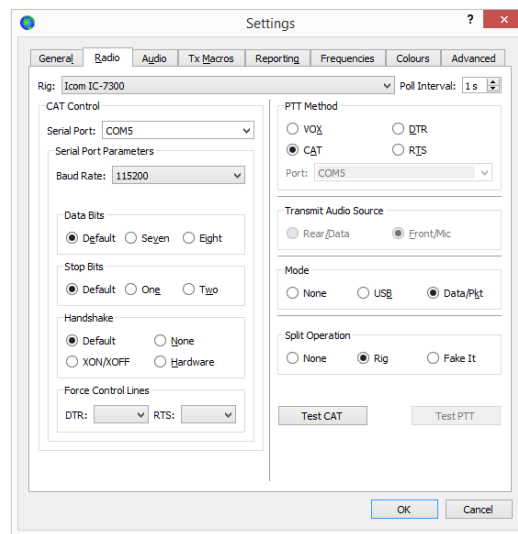 Settings
? ×
General Radio Audio Tx Macros Reporting Frequencies Colours Advanced
Rig: Icom IC-7300 Poll Interval: 1 s
CAT Control
Serial Port: COM5
Serial Port Parameters
Baud Rate: 115200
Data Bits
Default Seven Eight
Stop Bits
Default One Two
Handshake
Default None
XON/XOFF Hardware
Force Control Lines
DTR: RTS:
PTT Method
VOX DTR
CAT RTS
Port: COM5
Transmit Audio Source
Rear/Data Front/Mic
Mode
None USB Data/Pkt
Split Operation
None Rig Fake It
Test CAT Test PTT
OK Cancel